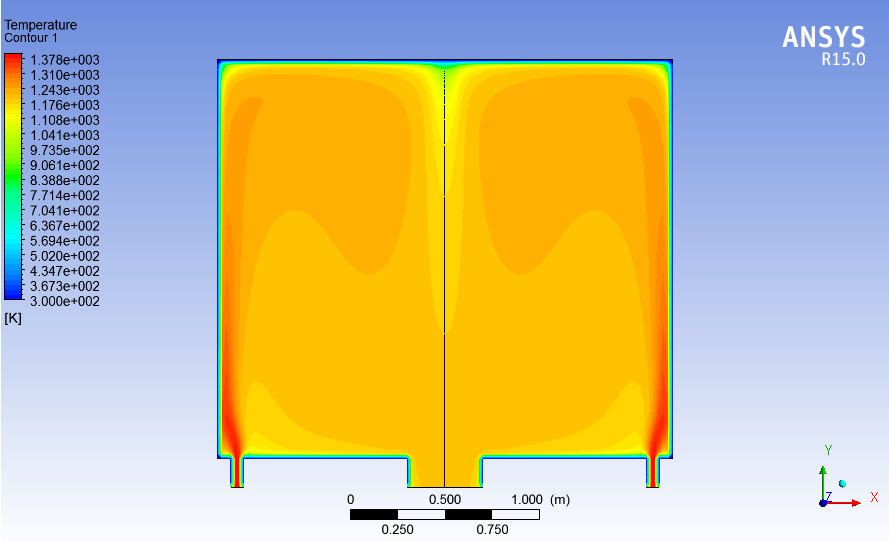 Temperature
Contour 1
1.378e+003
1.310e+003
1.243e+003
1.176e+003
1.108e+003
1.041e+003
9.735e+002
9.061e+002
8.388e+002
7.714e+002
7.041e+002
6.367e+002
5.694e+002
5.020e+002
4.347e+002
3.673e+002
3.000e+002
[K]
ANSYS
R15.0
0 0.500 1.000 (m)
0.250 0.750
Y
Z
X